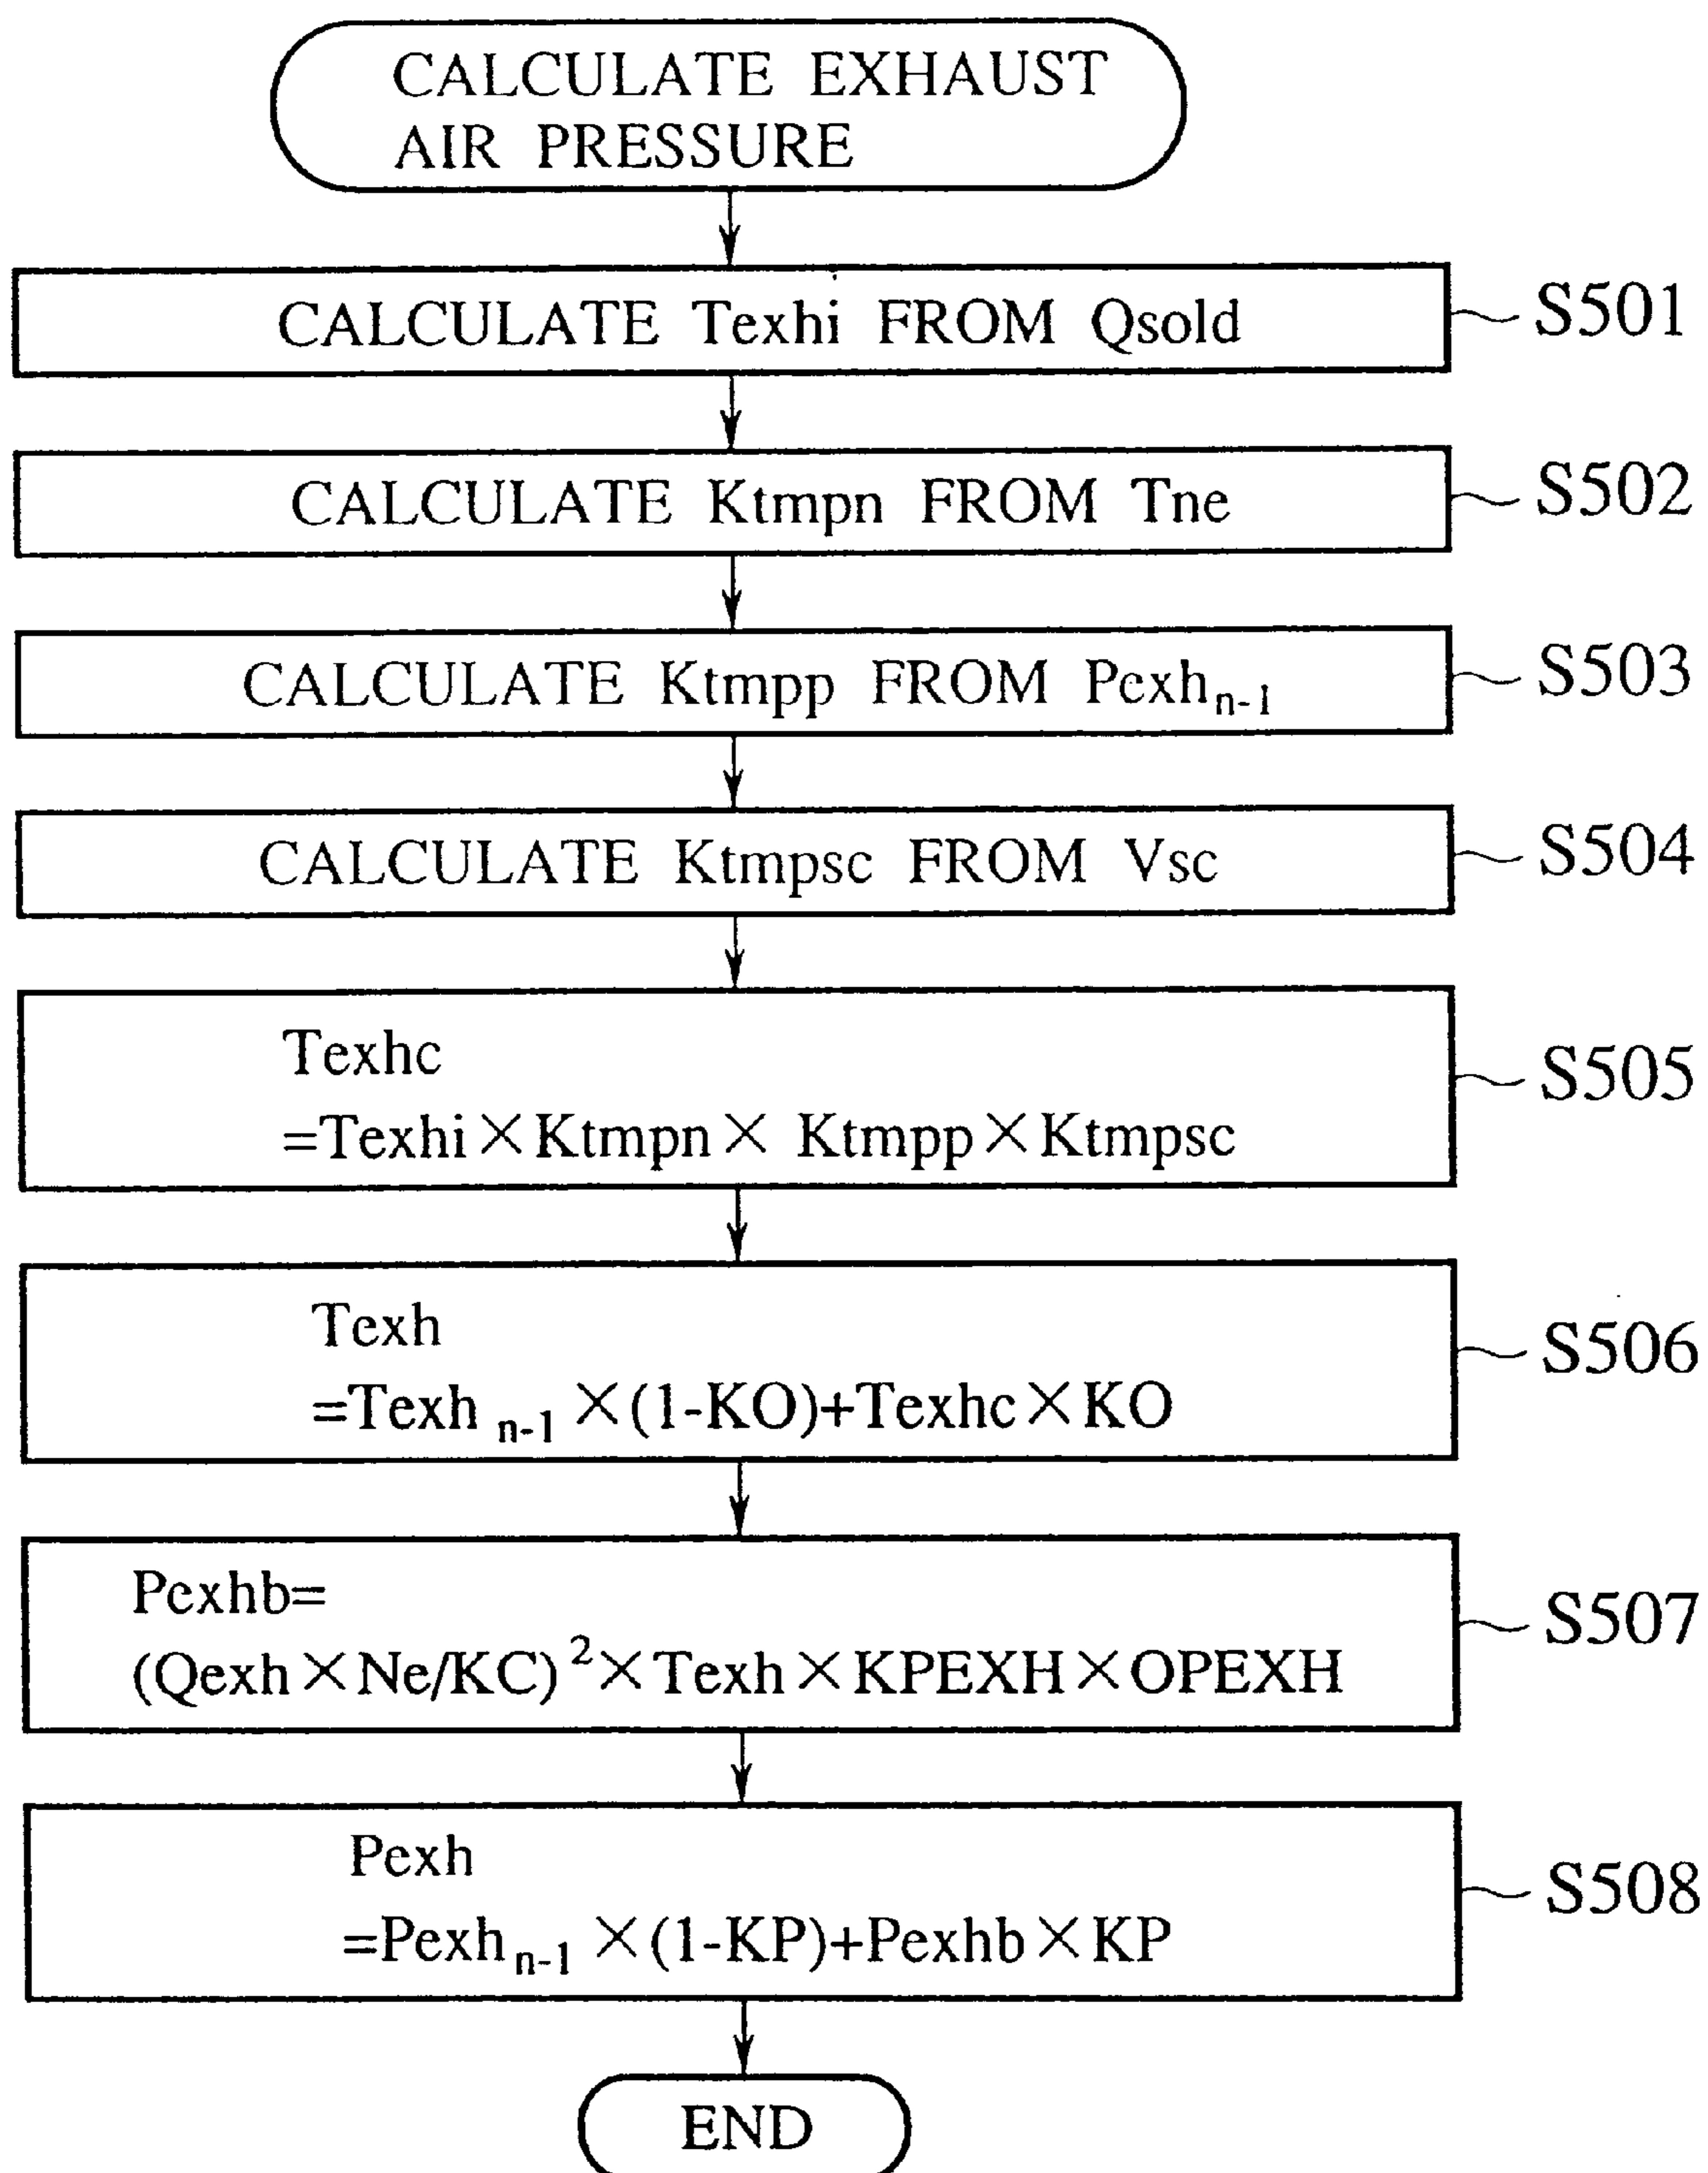 CALCULATE EXHAUST
AIR PRESSURE
CALCULATE Texhi FROM Qsold
S501
CALCULATE Ktmpn FROM Tne
S502
CALCULATE Ktmpp FROM Pexhₙ₋₁
S503
CALCULATE Ktmpsc FROM Vsc
S504
Texhc
=Texhi×Ktmpn× Ktmpp×Ktmpsc
S505
Texh
=Texh ₙ₋₁ ×(1-KO)+Texhc×KO
S506
Pexhb=
(Qexh×Ne/KC)²×Texh×KPEXH×OPEXH
S507
Pexh
=Pexhₙ₋₁ ×(1-KP)+Pexhb×KP
S508
END